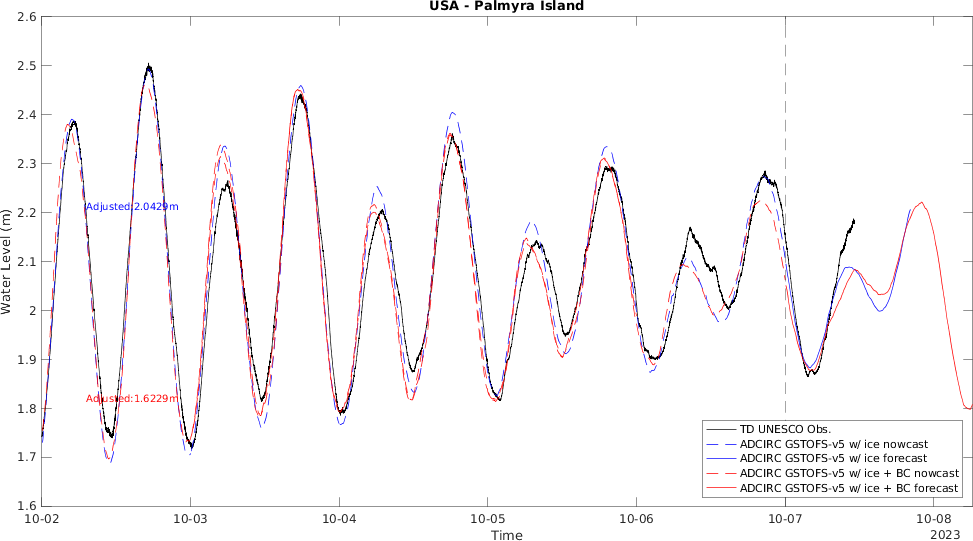 USA - Palmyra Island
2.6
2.5
2.4
2.3
2.2
2.1
2
1.9
1.8
1.7
1.6
Water Level (m)
Adjusted:2.0429m
Adjusted:1.6229m
TD UNESCO Obs.
ADCIRC GSTOFS-v5 w/ ice nowcast
ADCIRC GSTOFS-v5 w/ ice forecast
ADCIRC GSTOFS-v5 w/ ice + BC nowcast
ADCIRC GSTOFS-v5 w/ ice + BC forecast
10-02 10-03 10-04 10-05 10-06 10-07 10-08
Time
2023